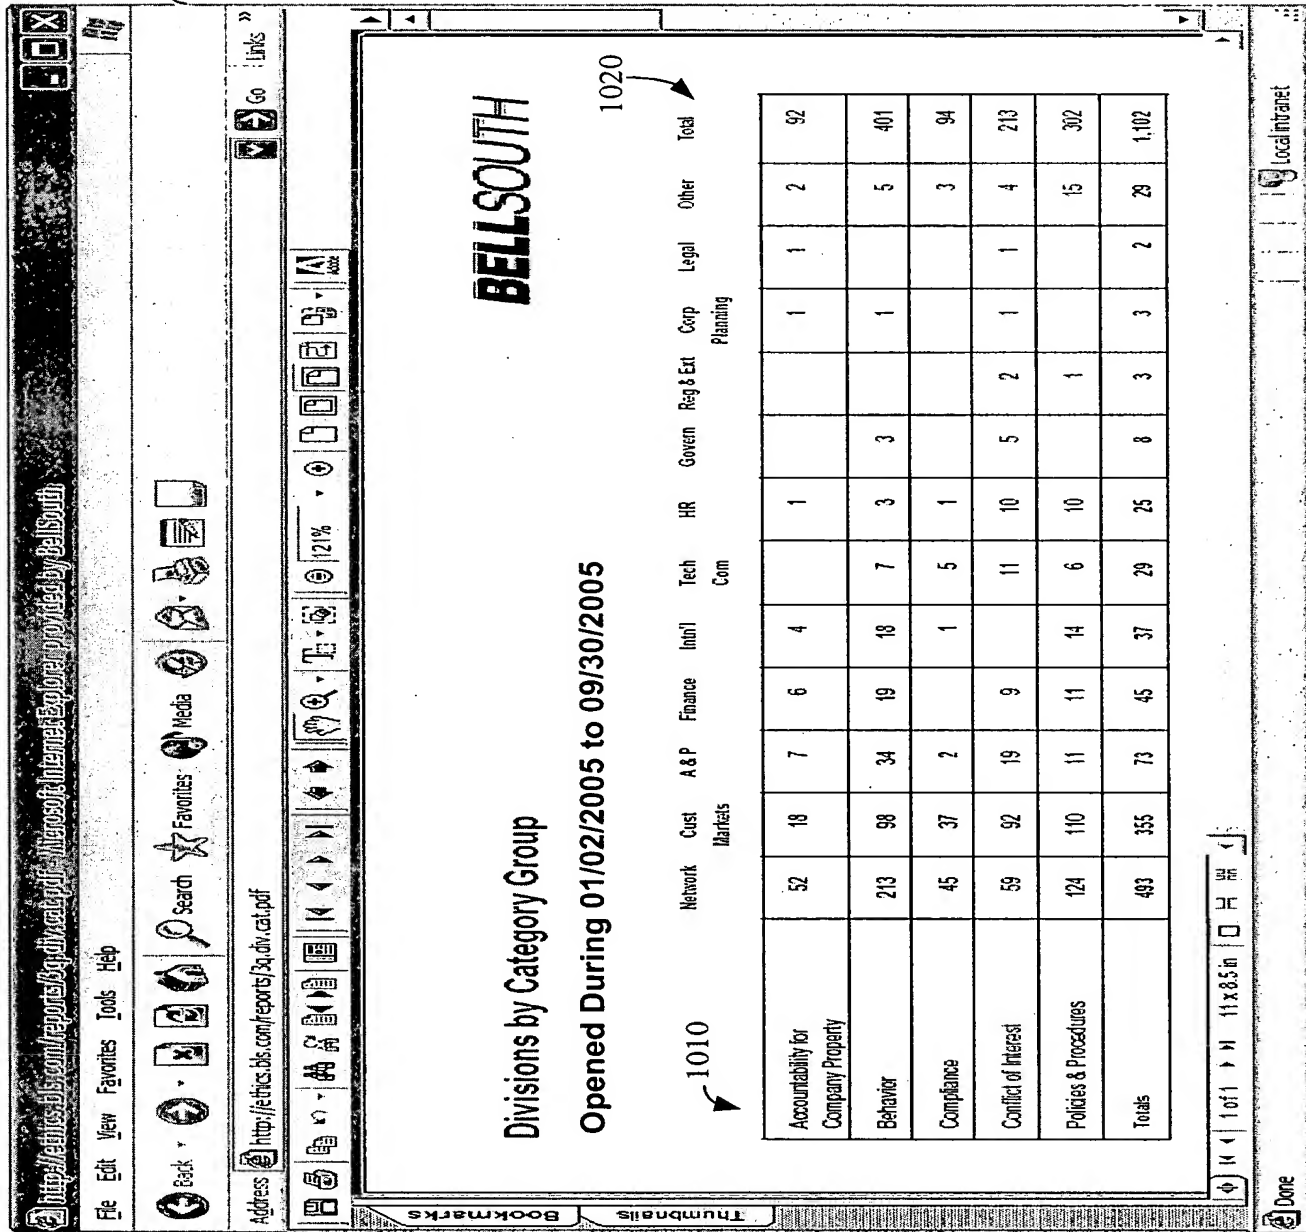 http://ethics.bls.com/reports/3q.div.cat.pdf - Microsoft Internet Explorer provided by BellSouth
File Edit View Favorites Tools Help
Back Search Favorites Media
Address http://ethics.bls.com/reports/3q.div.cat.pdf Go Links »
121% Adobe
Bookmarks
Thumbnails
BELLSOUTH
Divisions by Category Group
Opened During 01/02/2005 to 09/30/2005
1010
1020
Network Cust Markets A & P Finance Intn'l Tech Com HR Govern Reg & Ext Corp Planning Legal Other Total
Accountability for Company Property 52 18 7 6 4 1 1 1 2 92
Behavior 213 98 34 19 18 7 3 3 1 5 401
Compliance 45 37 2 1 5 1 3 94
Conflict of Interest 59 92 19 9 11 10 5 2 1 1 4 213
Policies & Procedures 124 110 11 11 14 6 10 1 15 302
Totals 493 355 73 45 37 29 25 8 3 3 2 29 1,102
1 of 1 11 x 8.5 in
Done Local intranet